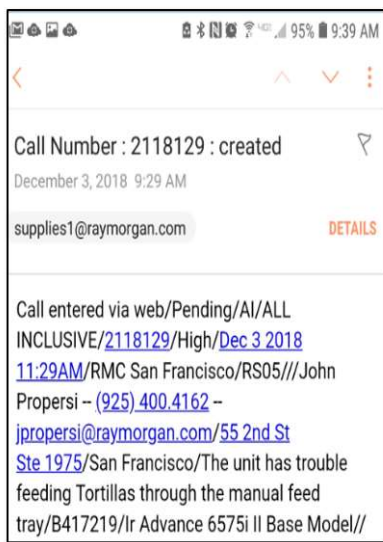 95% 9:39 AM
Call Number : 2118129 : created
December 3, 2018 9:29 AM
supplies1@raymorgan.com DETAILS
Call entered via web/Pending/AI/ALL
INCLUSIVE/2118129/High/Dec 3 2018
11:29AM/RMC San Francisco/RS05///John
Propersi -- (925) 400.4162 --
jpropersi@raymorgan.com/55 2nd St
Ste 1975/San Francisco/The unit has trouble
feeding Tortillas through the manual feed
tray/B417219/Ir Advance 6575i II Base Model//